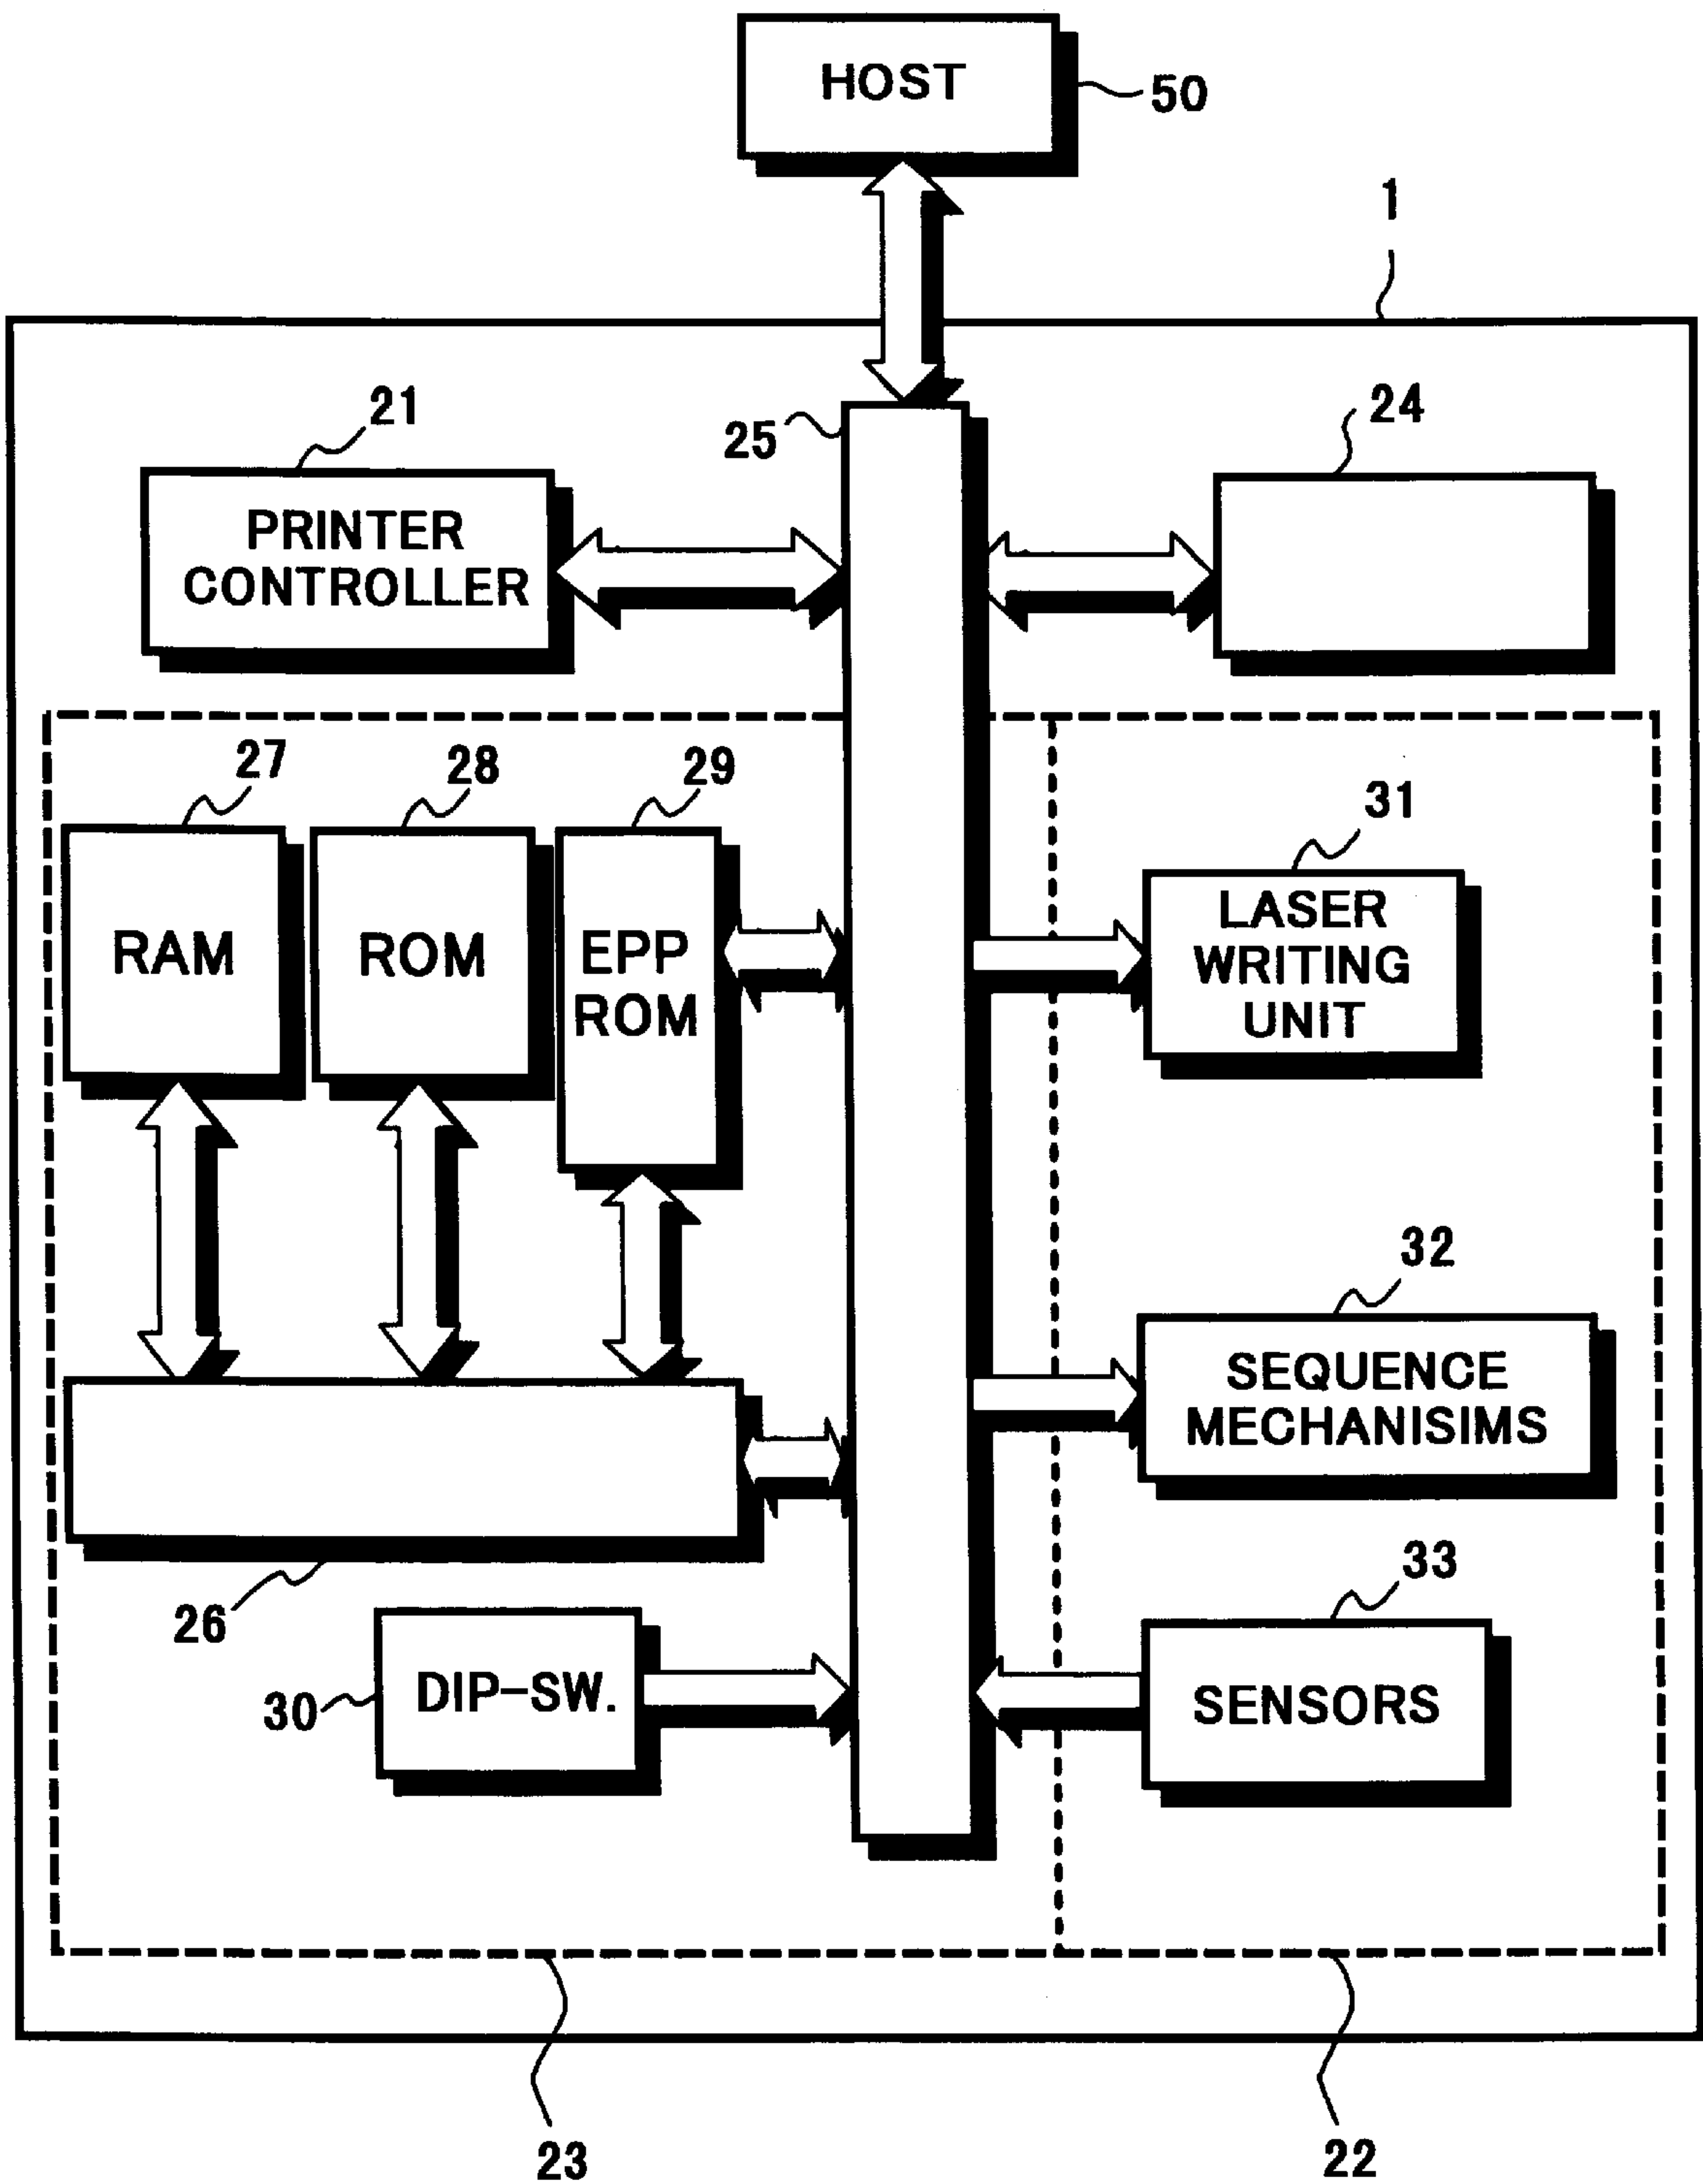 HOST
50
1
21
25
24
PRINTER
CONTROLLER
27
28
29
31
RAM
ROM
EPP
ROM
LASER
WRITING
UNIT
32
SEQUENCE
MECHANISIMS
26
33
30
DIP-SW.
SENSORS
23
22